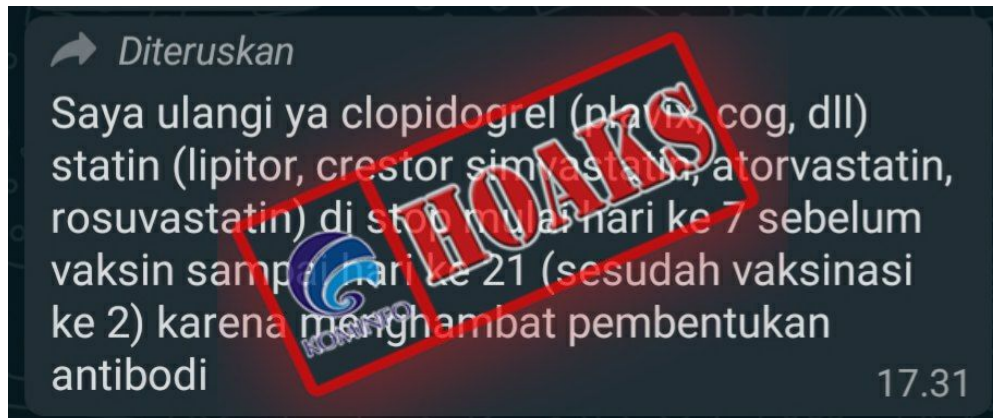 Diteruskan
Saya ulangi ya clopidogrel (plavix, cog, dll)
statin (lipitor, crestor simvastatin, atorvastatin,
rosuvastatin) di stop mulai hari ke 7 sebelum
vaksin sampai hari ke 21 (sesudah vaksinasi
ke 2) karena menghambat pembentukan
antibodi
17.31
HOAKS
KOMINFO